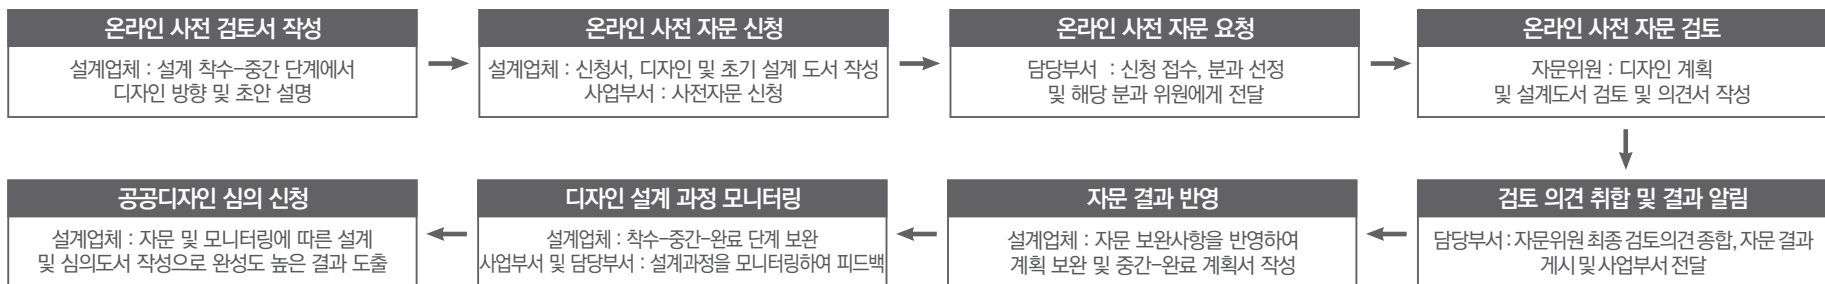 온라인 사전 검토서 작성
설계업체 : 설계 착수-중간 단계에서
디자인 방향 및 초안 설명
온라인 사전 자문 신청
설계업체 : 신청서, 디자인 및 초기 설계 도서 작성
사업부서 : 사전자문 신청
온라인 사전 자문 요청
담당부서 : 신청 접수, 분과 선정
및 해당 분과 위원에게 전달
온라인 사전 자문 검토
자문위원 : 디자인 계획
및 설계도서 검토 및 의견서 작성
검토 의견 취합 및 결과 알림
담당부서 : 자문위원 최종 검토의견 종합, 자문 결과
게시 및 사업부서 전달
자문 결과 반영
설계업체 : 자문 보완사항을 반영하여
계획 보완 및 중간-완료 계획서 작성
디자인 설계 과정 모니터링
설계업체 : 착수-중간-완료 단계 보완
사업부서 및 담당부서 : 설계과정을 모니터링하여 피드백
공공디자인 심의 신청
설계업체 : 자문 및 모니터링에 따른 설계
및 심의도서 작성으로 완성도 높은 결과 도출